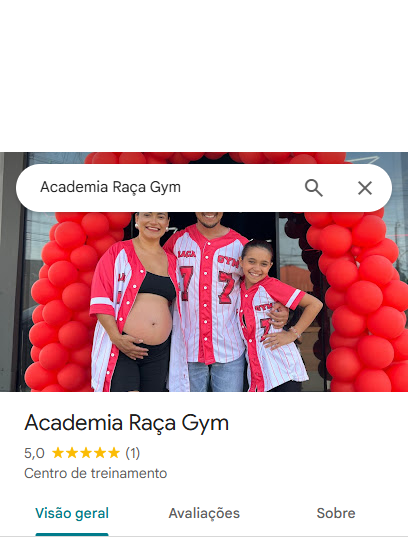 Academia Raça Gym
RAÇA GYM
7 7
GYM
7
Academia Raça Gym
5,0 (1)
Centro de treinamento
Visão geral
Avaliações
Sobre